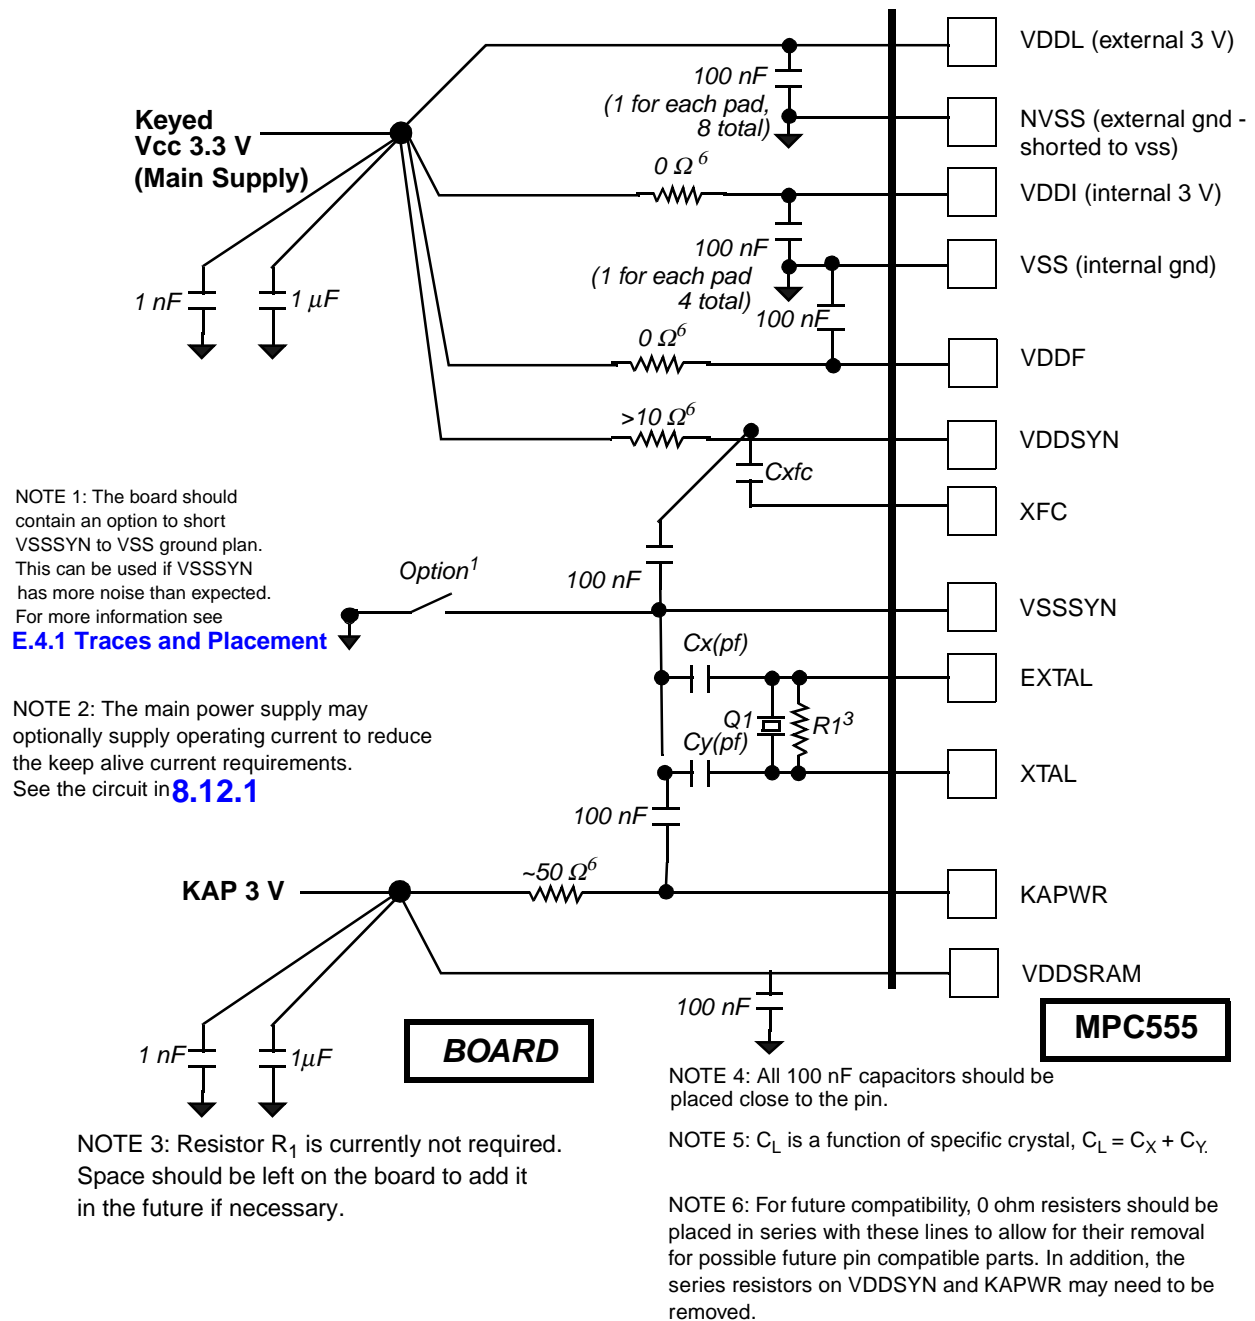 VDDL (external 3 V)
100 nF
(1 for each pad,
8 total)
Keyed
Vcc 3.3 V
(Main Supply)
NVSS (external gnd -
shorted to vss)
0 Ω 6
VDDI (internal 3 V)
100 nF
(1 for each pad
4 total)
VSS (internal gnd)
1 nF
1 µF
100 nF
0 Ω6
VDDF
>10 Ω6
VDDSYN
Cxfc
XFC
NOTE 1: The board should
contain an option to short
VSSSYN to VSS ground plan.
This can be used if VSSSYN
has more noise than expected.
For more information see
E.4.1 Traces and Placement
Option1
100 nF
VSSSYN
Cx(pf)
EXTAL
NOTE 2: The main power supply may
optionally supply operating current to reduce
the keep alive current requirements.
See the circuit in 8.12.1
Q1
R13
Cy(pf)
XTAL
100 nF
KAP 3 V
~50 Ω6
KAPWR
VDDSRAM
100 nF
1 nF
1µF
BOARD
MPC555
NOTE 3: Resistor R1 is currently not required.
Space should be left on the board to add it
in the future if necessary.
NOTE 4: All 100 nF capacitors should be
placed close to the pin.
NOTE 5: CL is a function of specific crystal, CL = CX + CY.
NOTE 6: For future compatibility, 0 ohm resisters should be
placed in series with these lines to allow for their removal
for possible future pin compatible parts. In addition, the
series resistors on VDDSYN and KAPWR may need to be
removed.